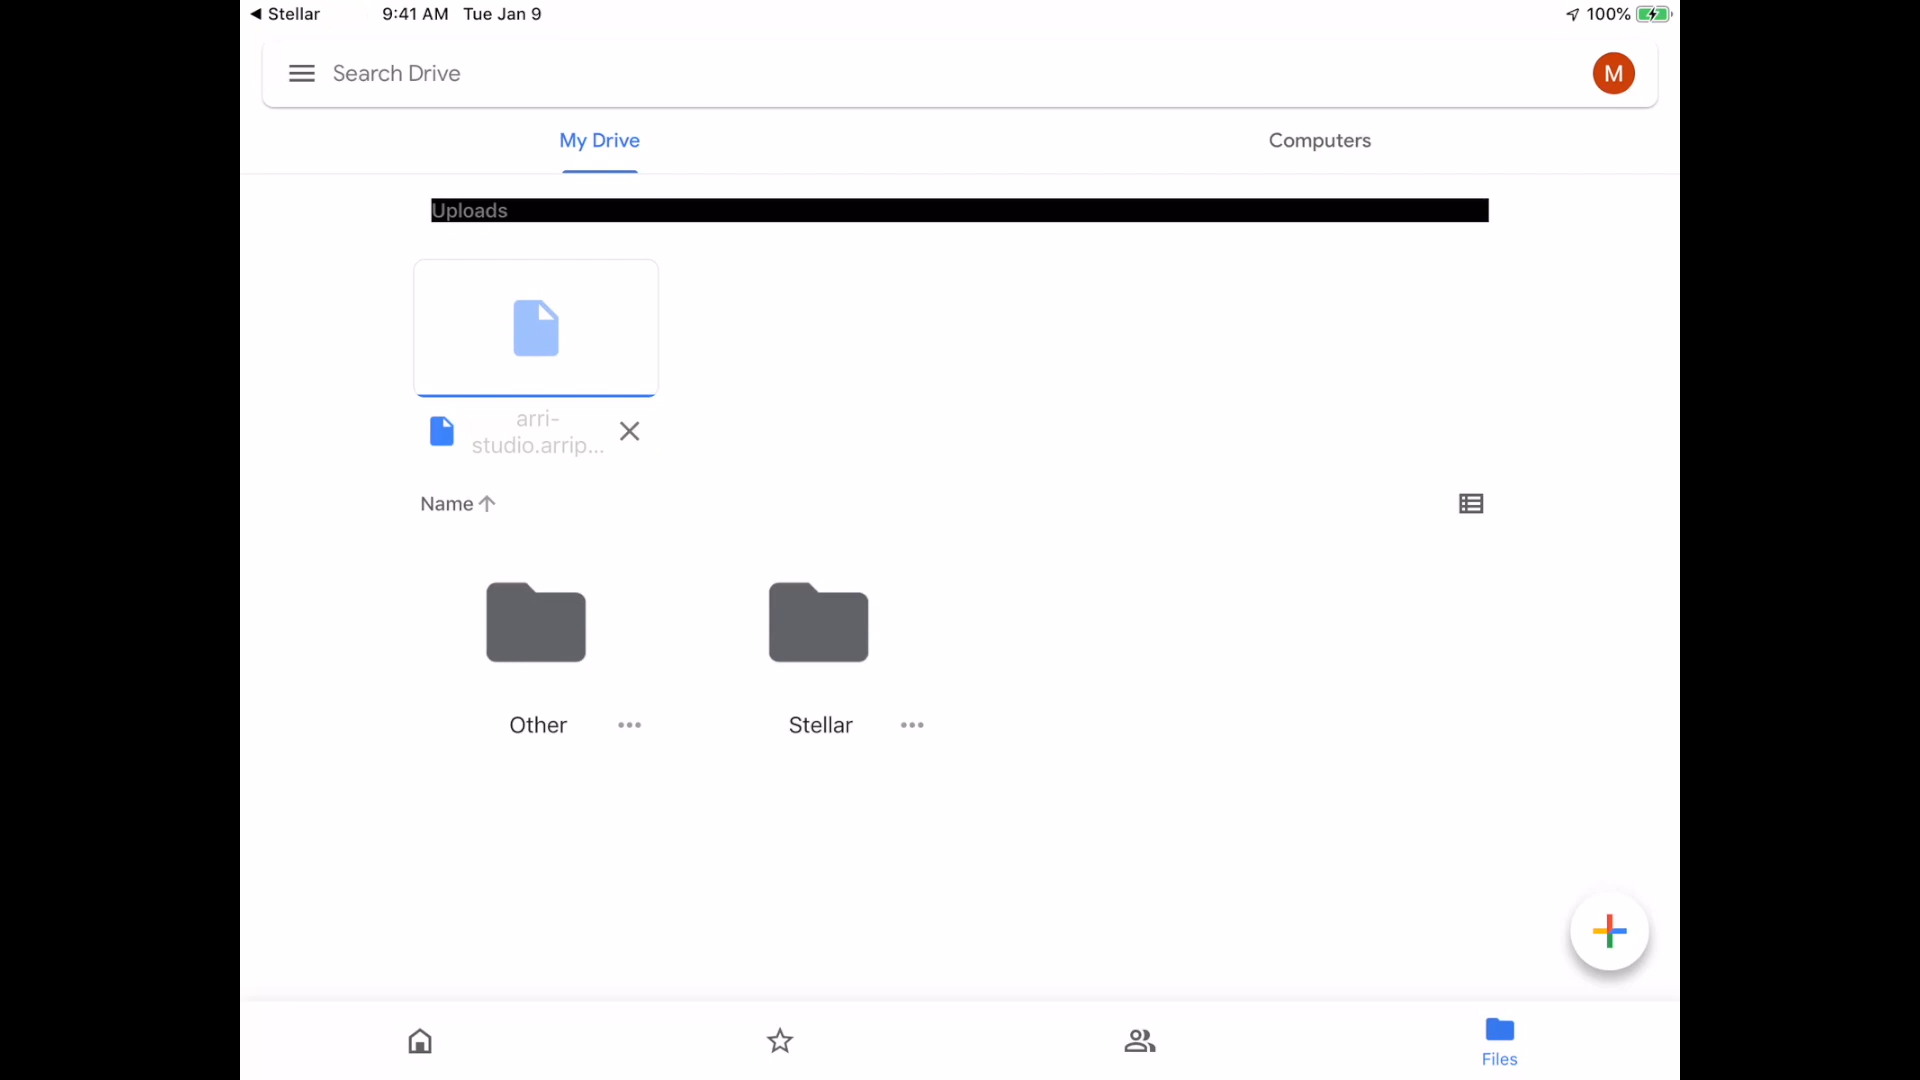 ◀ Stellar 9:41 AM Tue Jan 9 100%
Search Drive M
My Drive Computers
Uploads
arri-
studio.arrip...
Name
Other Stellar
Files